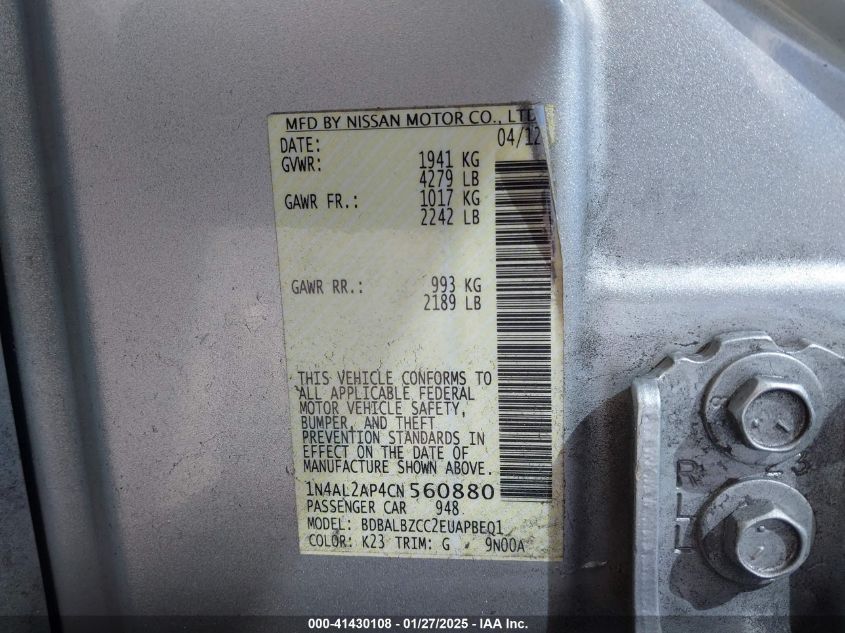 MFD BY NISSAN MOTOR CO., LTD
DATE: 04/12
GVWR: 1941 KG
4279 LB
GAWR FR.: 1017 KG
2242 LB
GAWR RR.: 993 KG
2189 LB
THIS VEHICLE CONFORMS TO
ALL APPLICABLE FEDERAL
MOTOR VEHICLE SAFETY,
BUMPER, AND THEFT
PREVENTION STANDARDS IN
EFFECT ON THE DATE OF
MANUFACTURE SHOWN ABOVE.
1N4AL2AP4CN560880
PASSENGER CAR 948
MODEL: BDBALBZCC2EUAPBEQ1
COLOR: K23 TRIM: G 9N00A
000-41430108 — 01/27/2025 — IAA Inc.